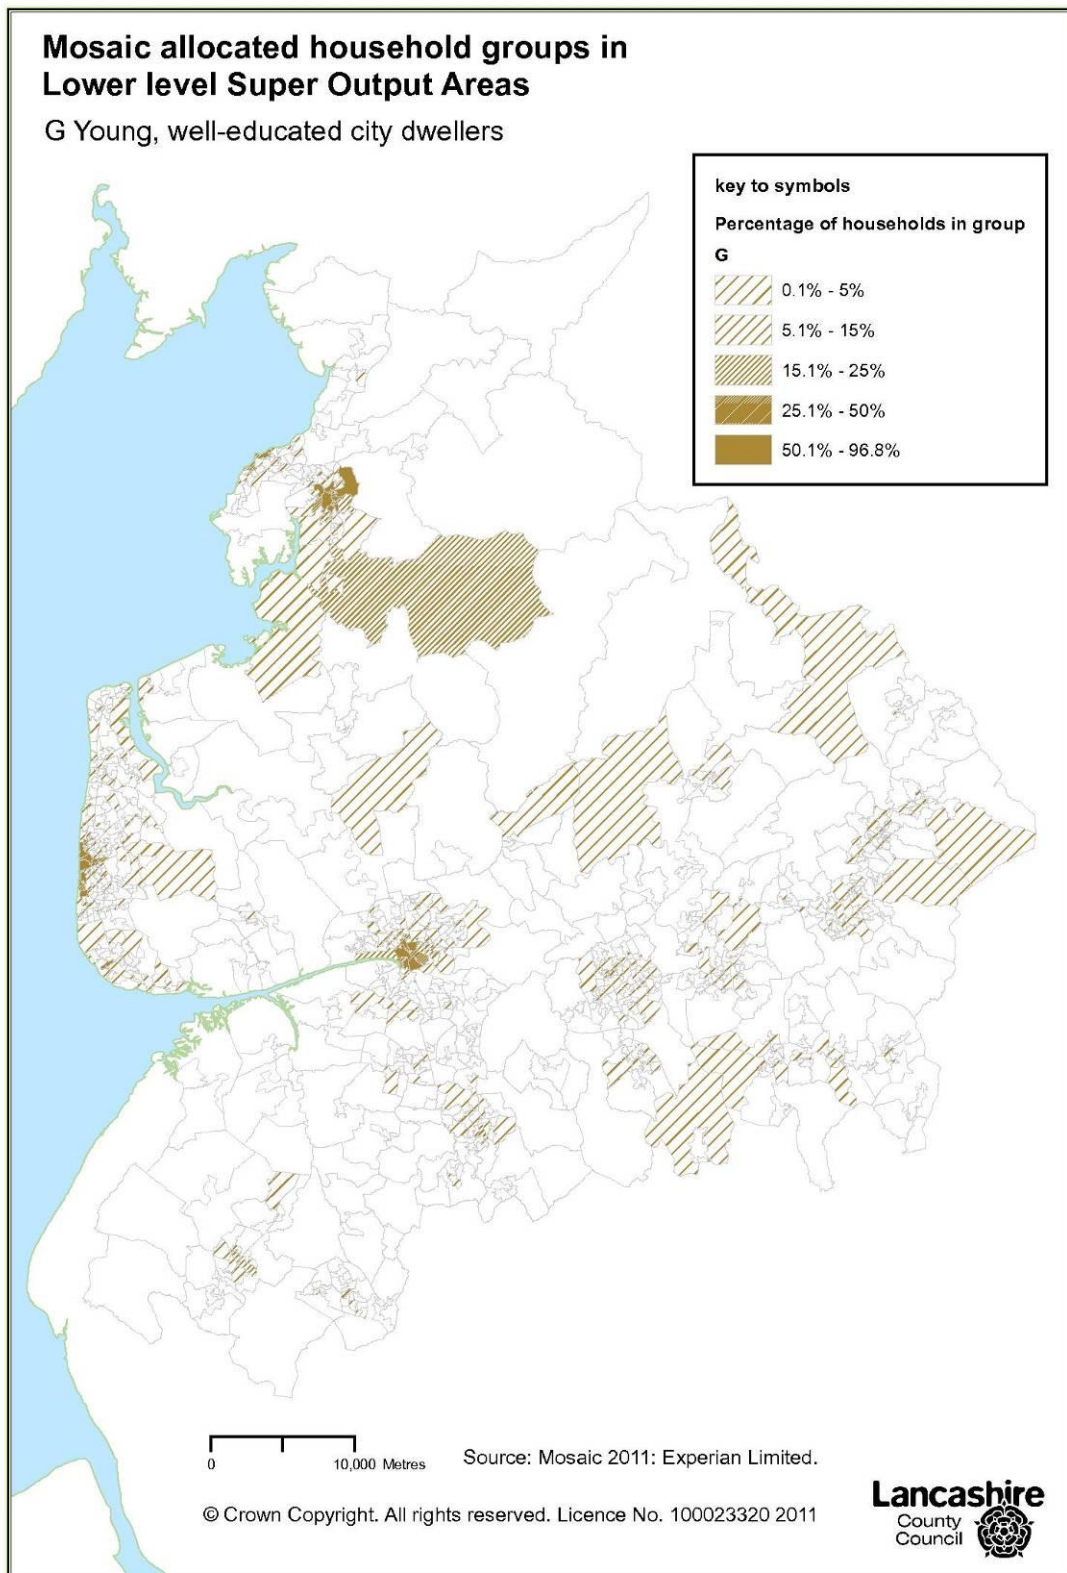 Mosaic allocated household groups in
Lower level Super Output Areas
G Young, well-educated city dwellers
key to symbols
Percentage of households in group
G
0.1% - 5%
5.1% - 15%
15.1% - 25%
25.1% - 50%
50.1% - 96.8%
0 10,000 Metres
Source: Mosaic 2011: Experian Limited.
© Crown Copyright. All rights reserved. Licence No. 100023320 2011
Lancashire
County
Council